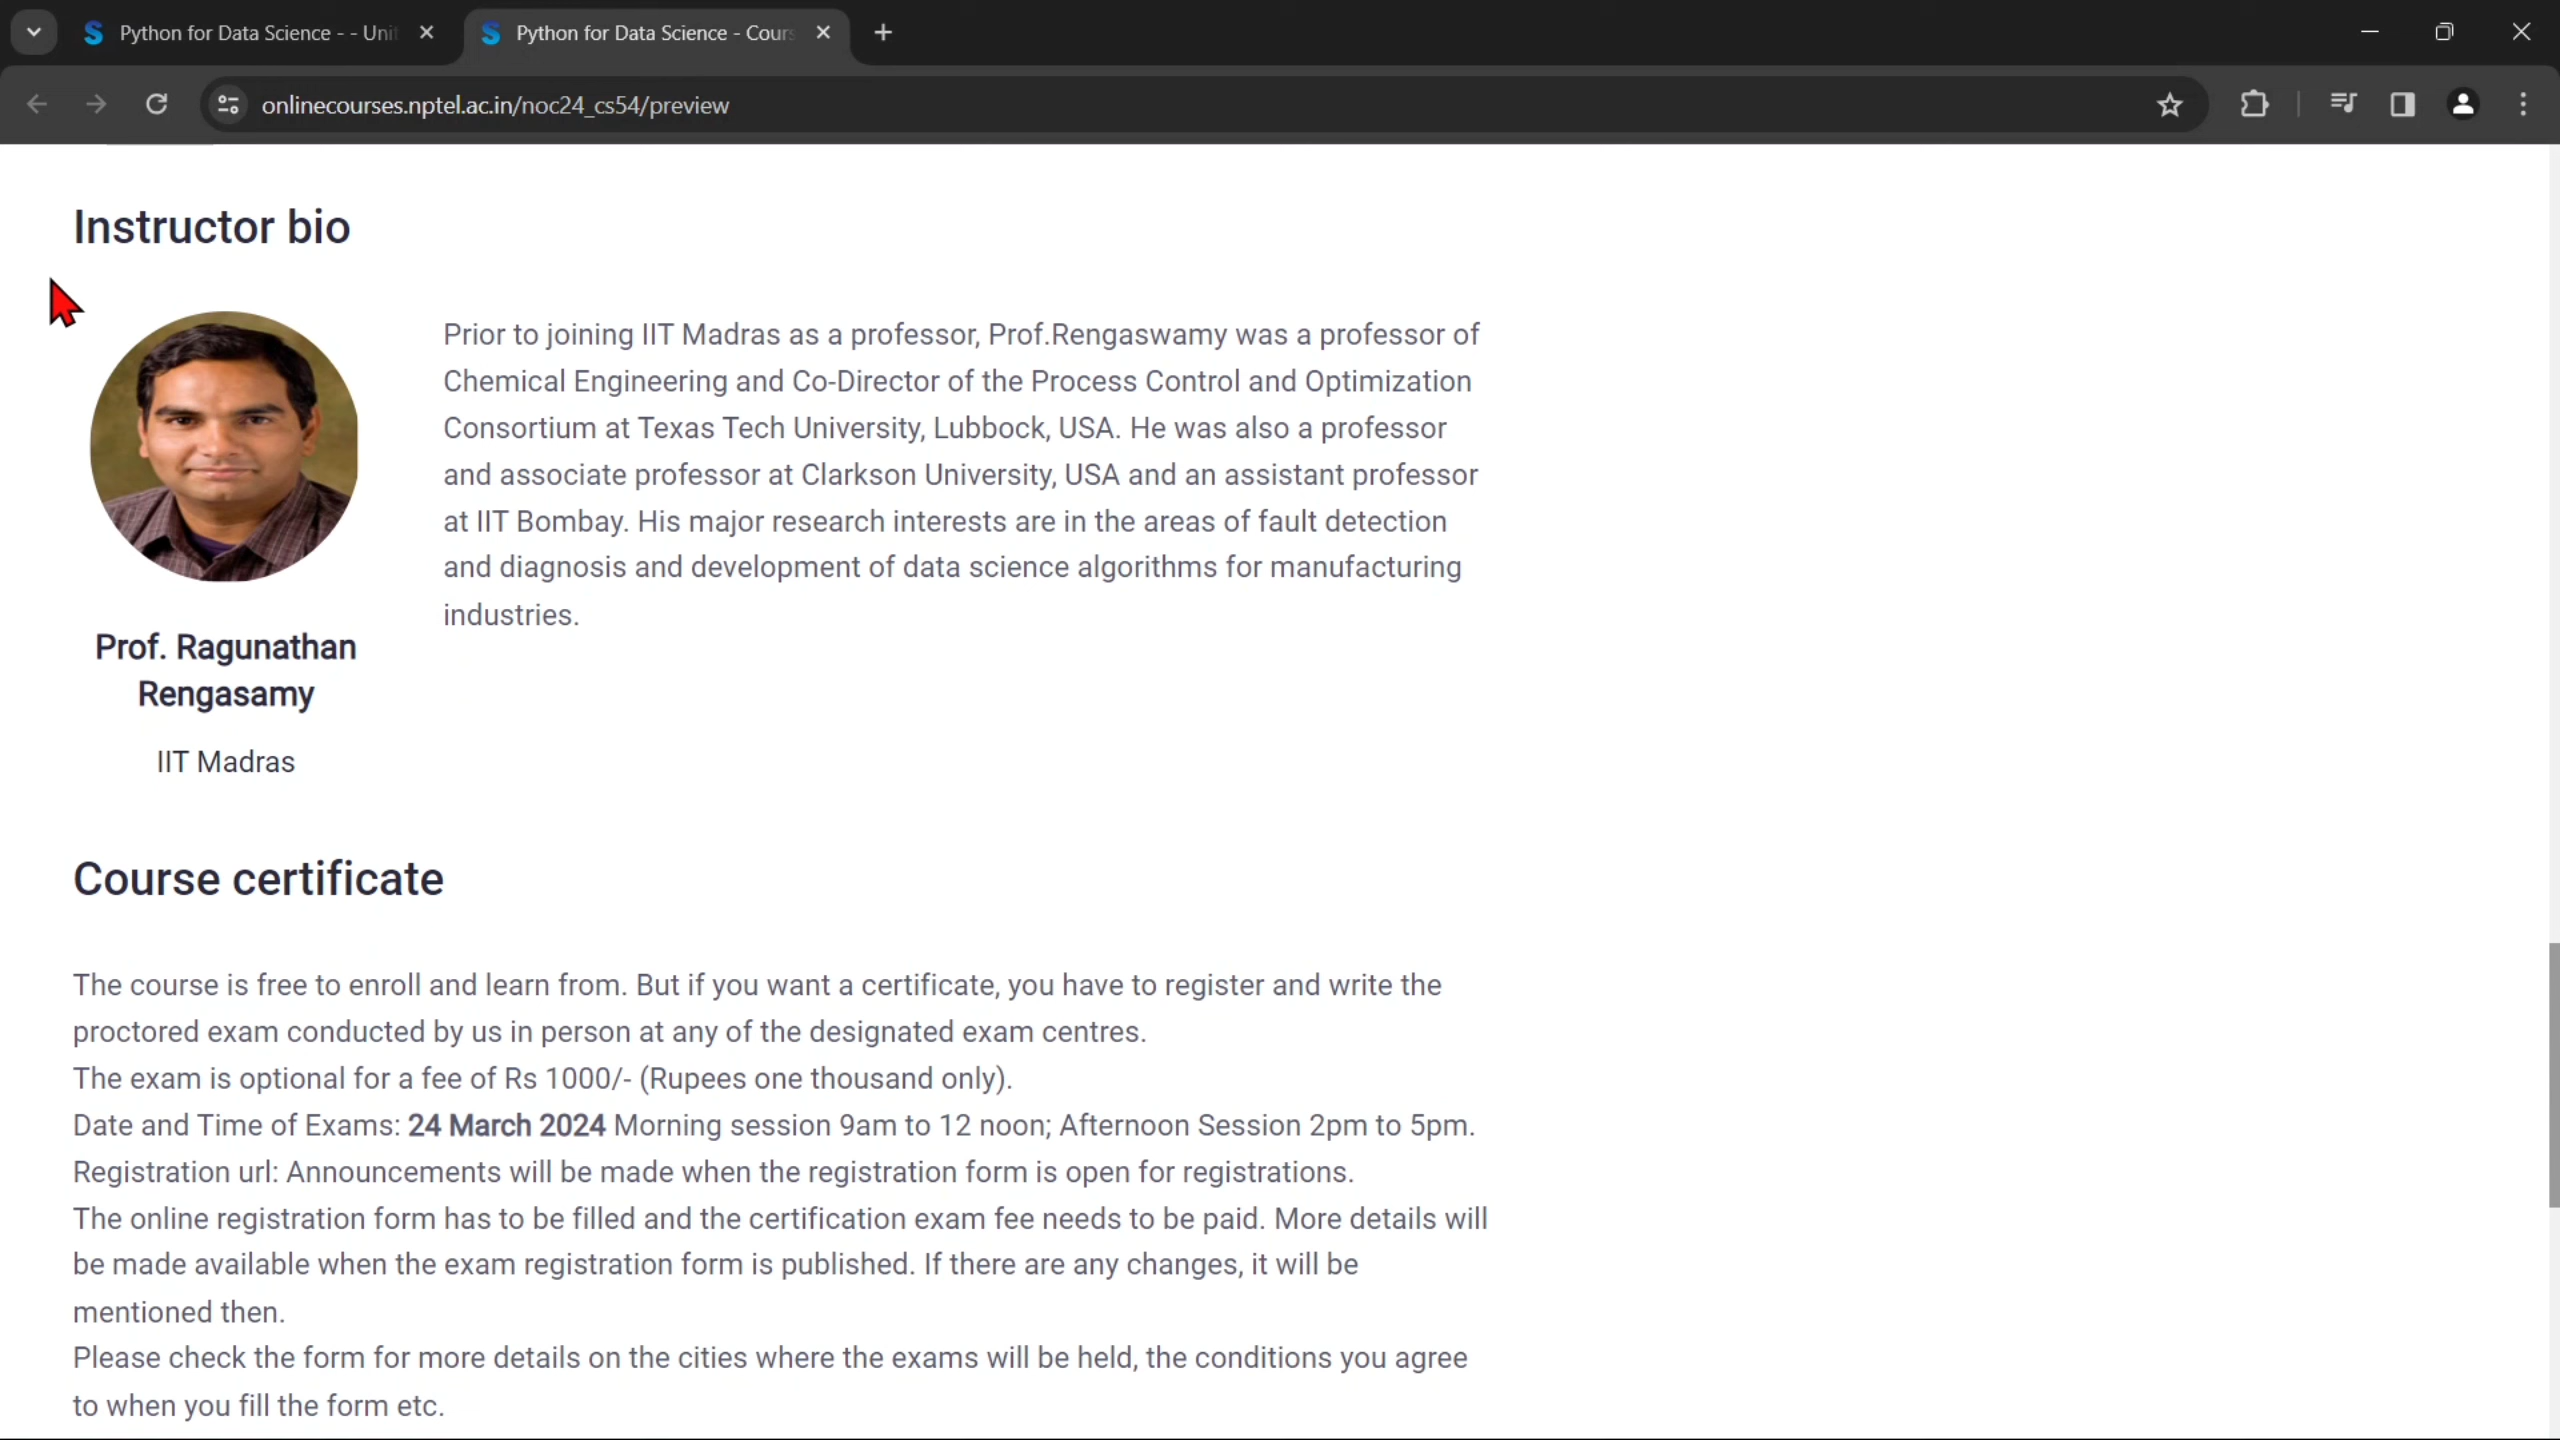 Python for Data Science - - Uni
Python for Data Science - Cour
onlinecourses.nptel.ac.in/noc24_cs54/preview
Instructor bio
Prior to joining IIT Madras as a professor, Prof.Rengaswamy was a professor of
Chemical Engineering and Co-Director of the Process Control and Optimization
Consortium at Texas Tech University, Lubbock, USA. He was also a professor
and associate professor at Clarkson University, USA and an assistant professor
at IIT Bombay. His major research interests are in the areas of fault detection
and diagnosis and development of data science algorithms for manufacturing
industries.
Prof. Ragunathan
Rengasamy
IIT Madras
Course certificate
The course is free to enroll and learn from. But if you want a certificate, you have to register and write the
proctored exam conducted by us in person at any of the designated exam centres.
The exam is optional for a fee of Rs 1000/- (Rupees one thousand only).
Date and Time of Exams: 24 March 2024 Morning session 9am to 12 noon; Afternoon Session 2pm to 5pm.
Registration url: Announcements will be made when the registration form is open for registrations.
The online registration form has to be filled and the certification exam fee needs to be paid. More details will
be made available when the exam registration form is published. If there are any changes, it will be
mentioned then.
Please check the form for more details on the cities where the exams will be held, the conditions you agree
to when you fill the form etc.